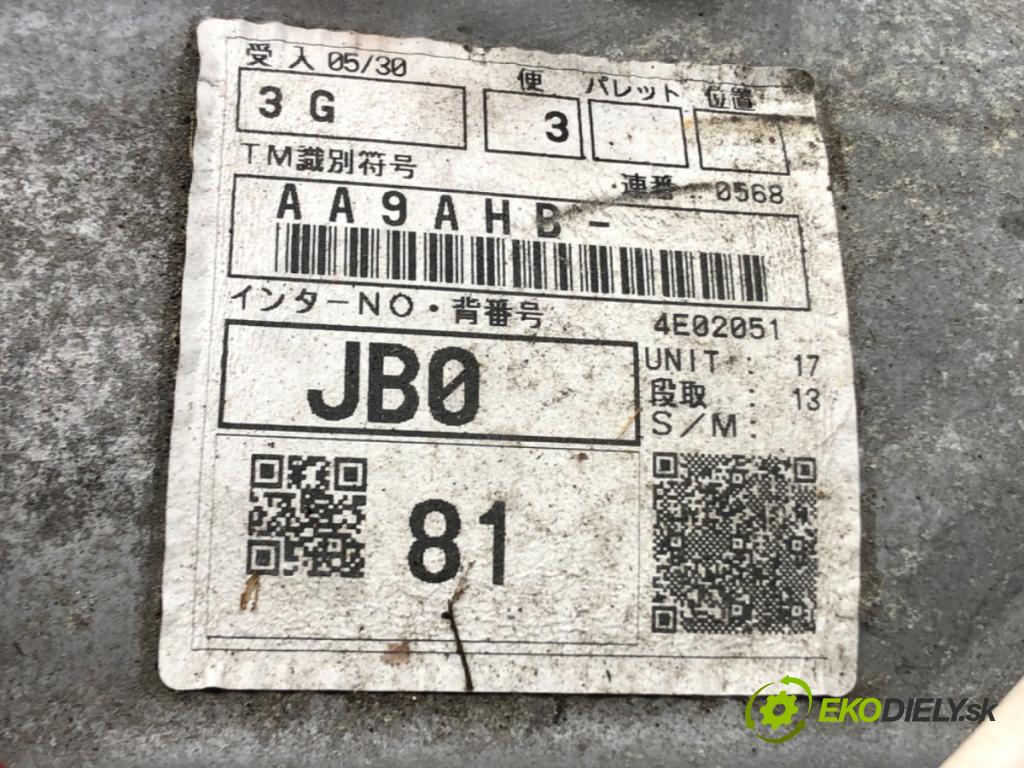 受入 05/30 便 パレット 位置
3G 3
TM識別符号 連番 : 0568
AA9AHB-
インターNO・背番号 4E02051
JB0
UNIT : 17
段取 : 13
S/M :
81
EKODIELY.sk